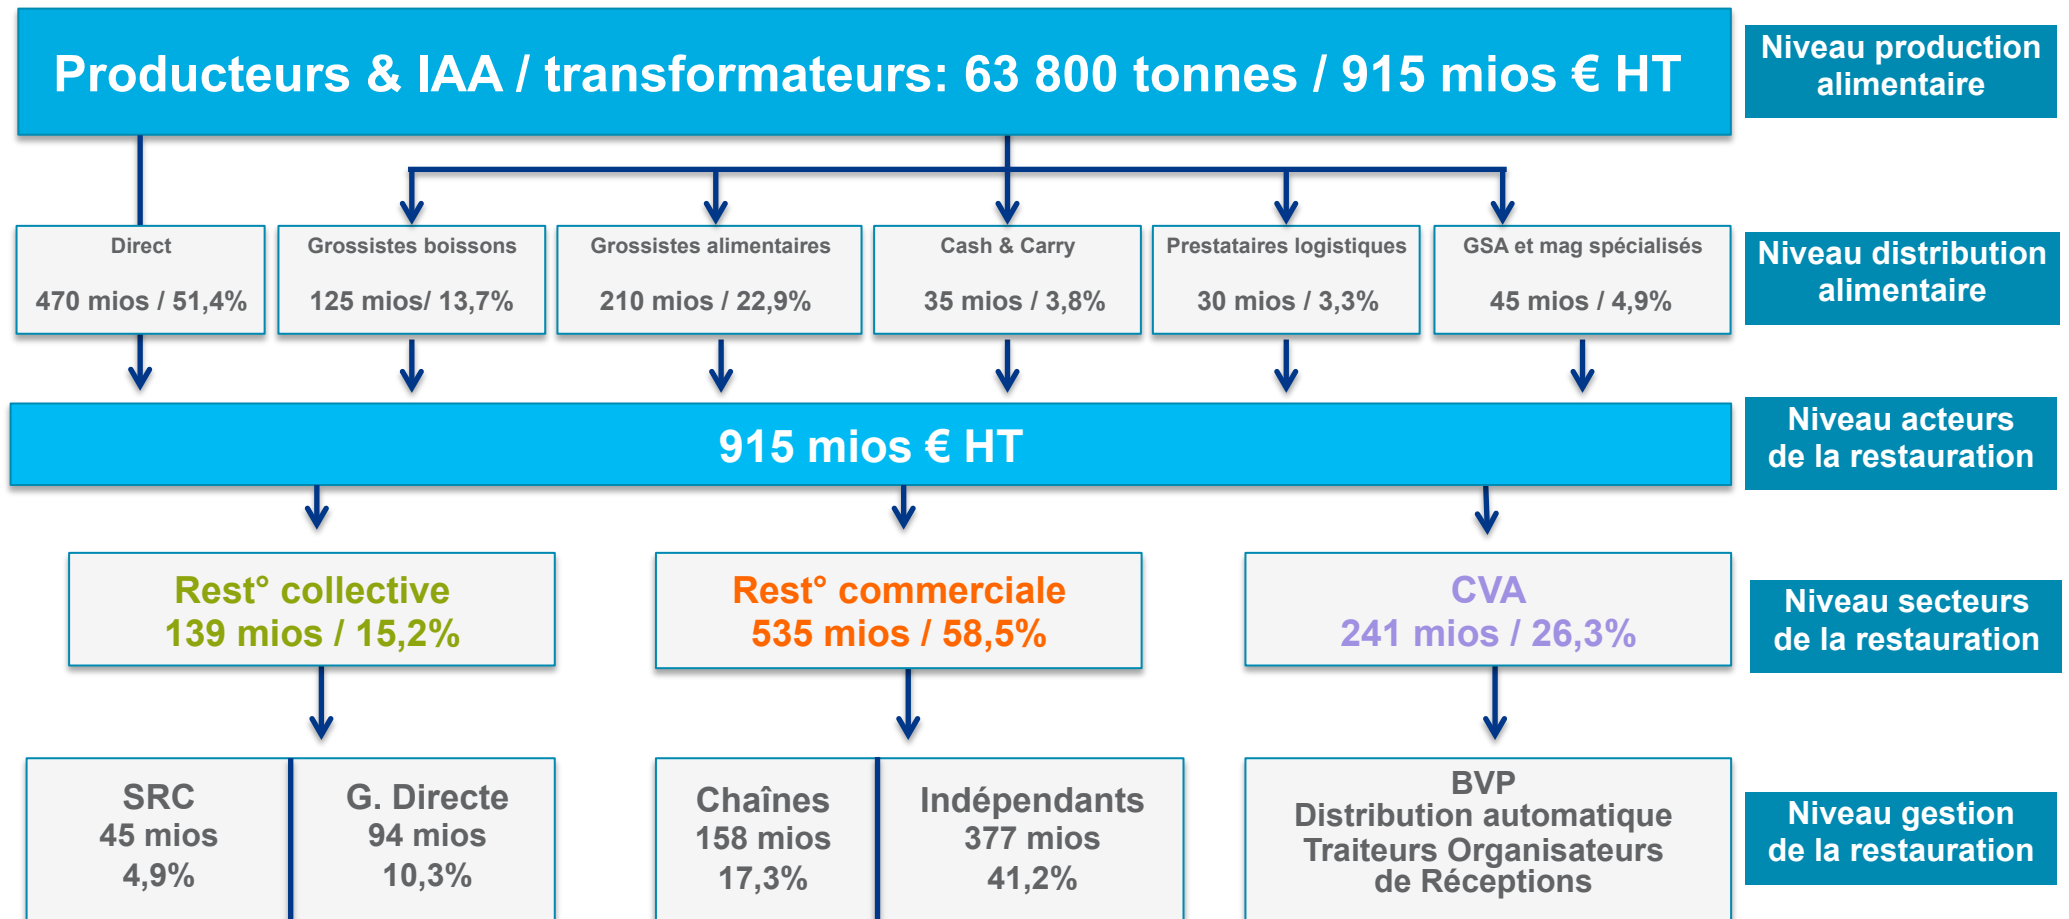 Producteurs & IAA / transformateurs: 63 800 tonnes / 915 mios € HT
Niveau production
alimentaire
Direct
470 mios / 51,4%
Grossistes boissons
125 mios/ 13,7%
Grossistes alimentaires
210 mios / 22,9%
Cash & Carry
35 mios / 3,8%
Prestataires logistiques
30 mios / 3,3%
GSA et mag spécialisés
45 mios / 4,9%
Niveau distribution
alimentaire
915 mios € HT
Niveau acteurs
de la restauration
Rest° collective
139 mios / 15,2%
Rest° commerciale
535 mios / 58,5%
CVA
241 mios / 26,3%
Niveau secteurs
de la restauration
SRC
45 mios
4,9%
G. Directe
94 mios
10,3%
Chaînes
158 mios
17,3%
Indépendants
377 mios
41,2%
BVP
Distribution automatique
Traiteurs Organisateurs
de Réceptions
Niveau gestion
de la restauration